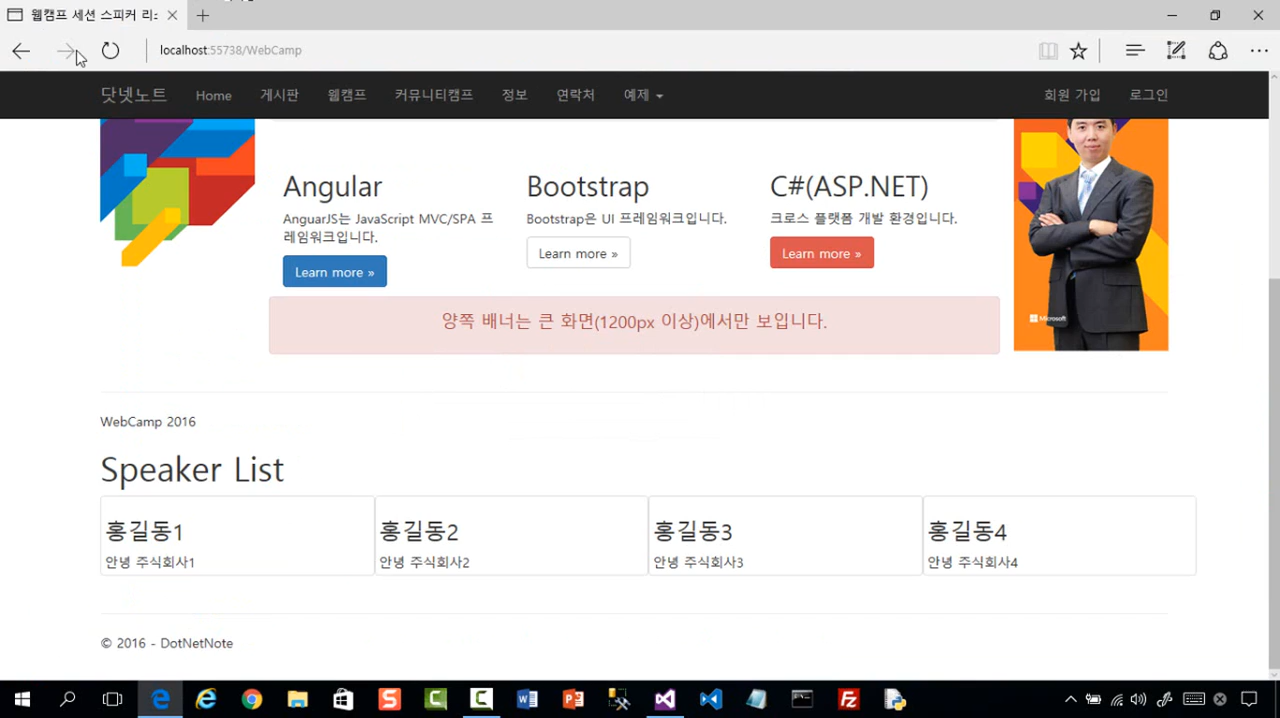 웹캠프 세션 스피커 리
localhost:55738/WebCamp
닷넷노트 Home 게시판 웹캠프 커뮤니티캠프 정보 연락처 예제 회원 가입 로그인
Angular
AnguarJS는 JavaScript MVC/SPA 프
레임워크입니다.
Learn more »
Bootstrap
Bootstrap은 UI 프레임워크입니다.
Learn more »
C#(ASP.NET)
크로스 플랫폼 개발 환경입니다.
Learn more »
Microsoft
양쪽 배너는 큰 화면(1200px 이상)에서만 보입니다.
WebCamp 2016
Speaker List
홍길동1
안녕 주식회사1
홍길동2
안녕 주식회사2
홍길동3
안녕 주식회사3
홍길동4
안녕 주식회사4
© 2016 - DotNetNote